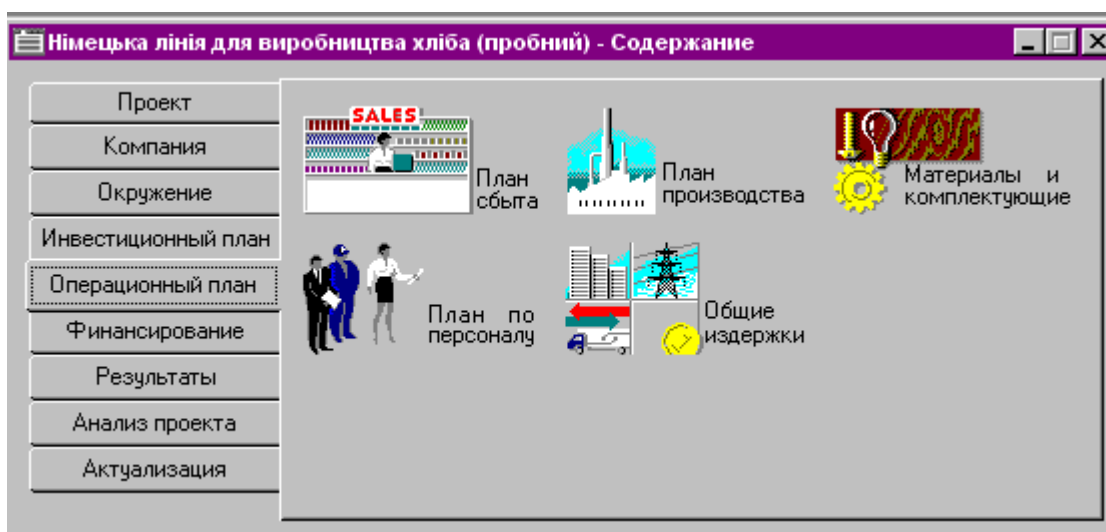 Німецька лінія для виробництва хліба (пробний) - Содержание
Проект
Компания
Окружение
Инвестиционный план
Операционный план
Финансирование
Результаты
Анализ проекта
Актуализация
SALES
План
сбыта
План
производства
Материалы и
комплектующие
План по
персоналу
Общие
издержки